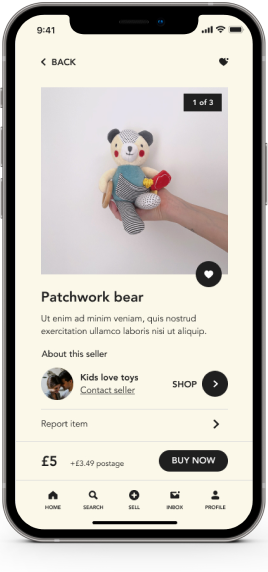 9:41
BACK
1 of 3
Patchwork bear
Ut enim ad minim veniam, quis nostrud
exercitation ullamco laboris nisi ut aliquip.
About this seller
Kids love toys
Contact seller
SHOP
Report item
£5 +£3.49 postage BUY NOW
HOME SEARCH SELL INBOX PROFILE